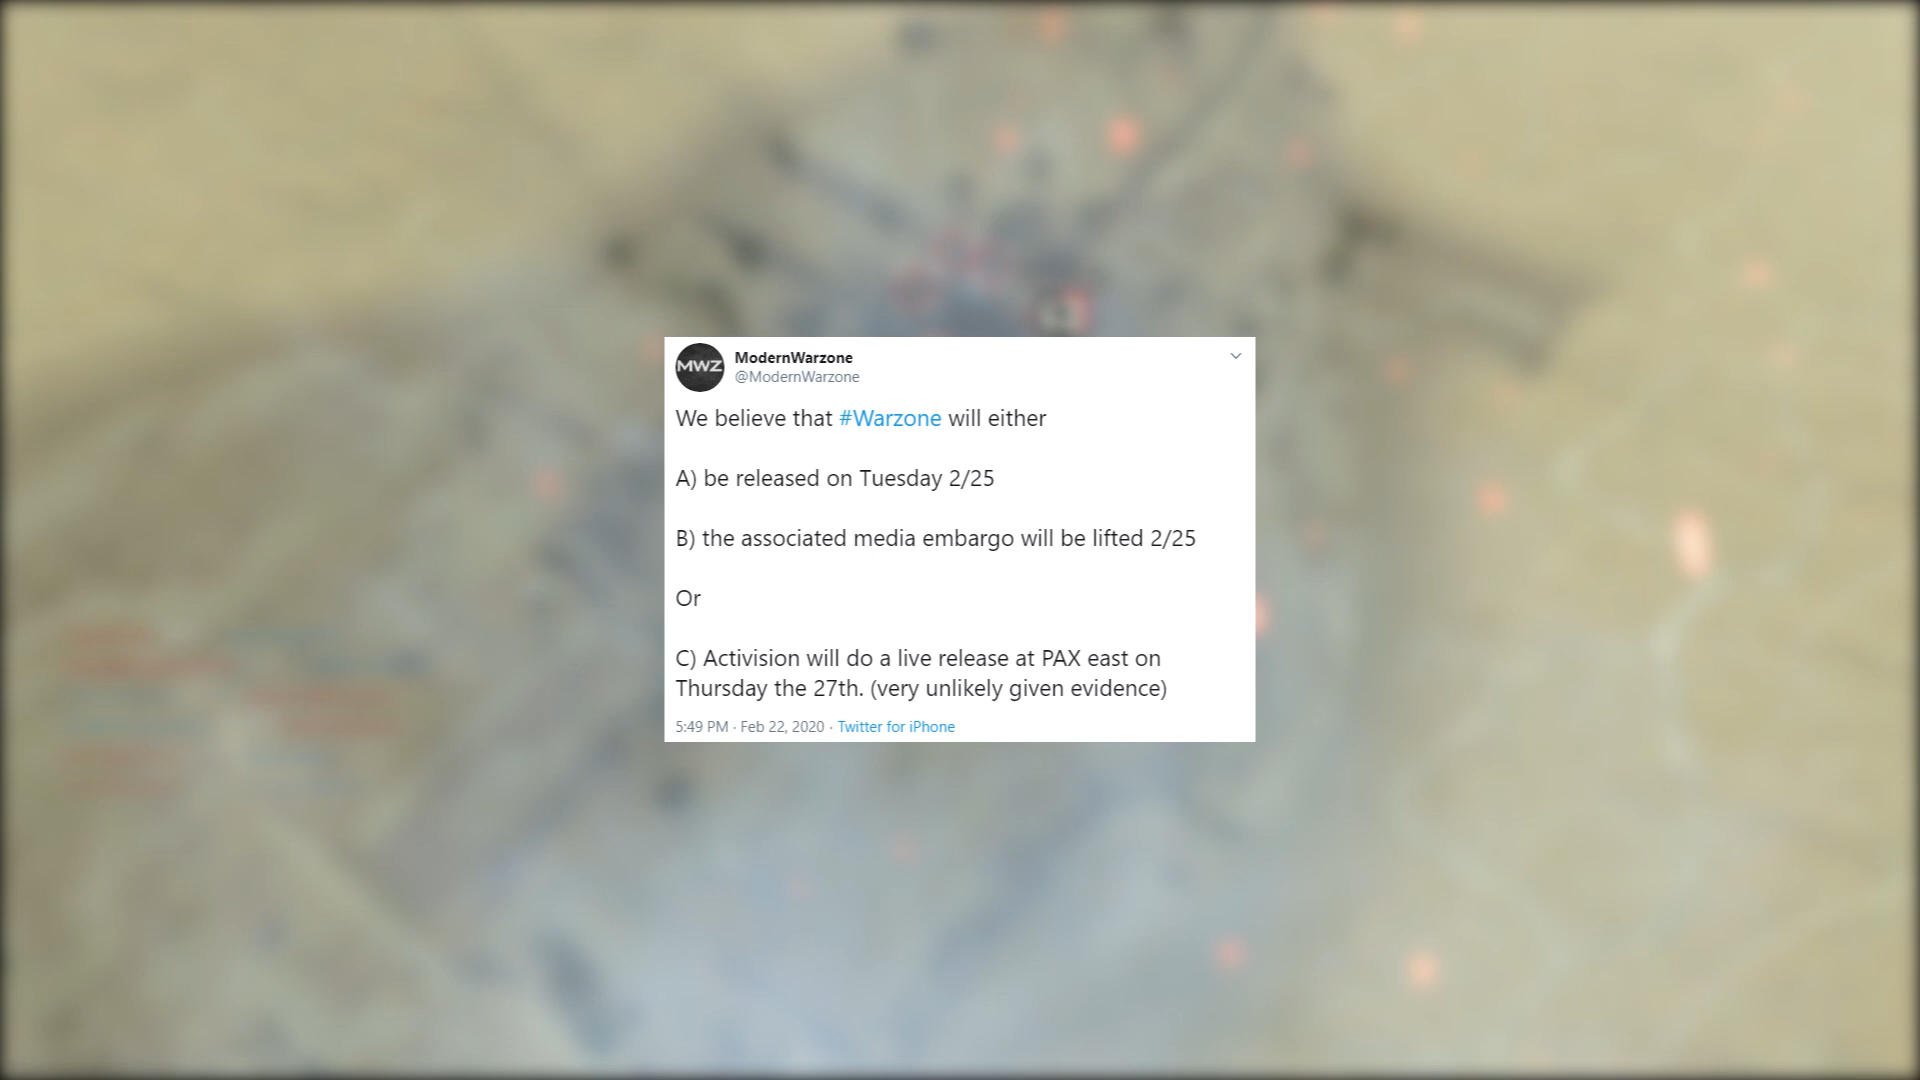 MWZ
ModernWarzone
@ModernWarzone
We believe that #Warzone will either
A) be released on Tuesday 2/25
B) the associated media embargo will be lifted 2/25
Or
C) Activision will do a live release at PAX east on
Thursday the 27th. (very unlikely given evidence)
5:49 PM · Feb 22, 2020 · Twitter for iPhone